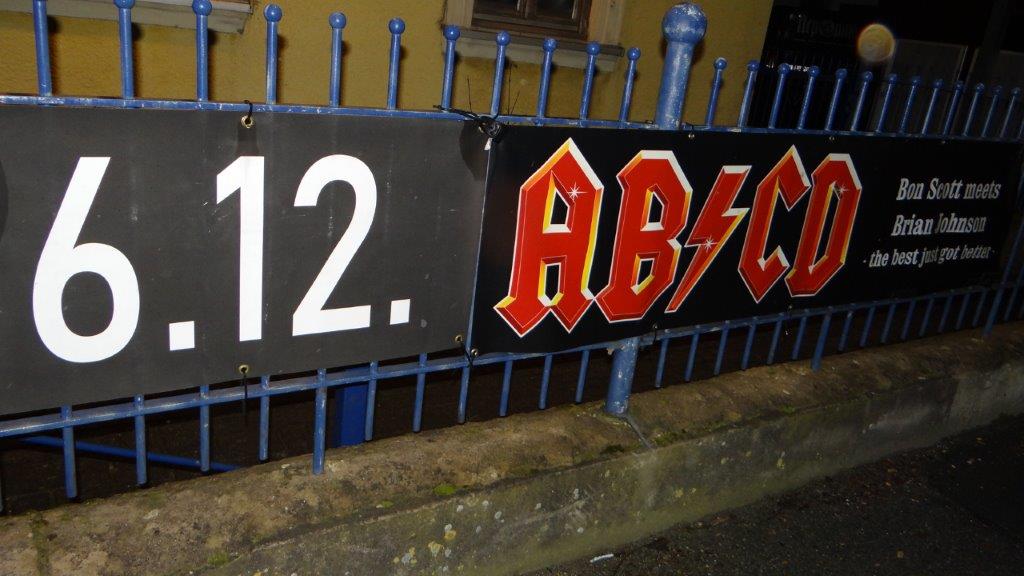 6.12.
AB⚡CD
Bon Scott meets
Brian Johnson
- the best just got better -